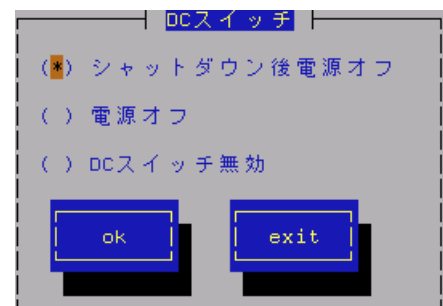 DCスイッチ
(*) シャットダウン後電源オフ
( ) 電源オフ
( ) DCスイッチ無効
ok exit